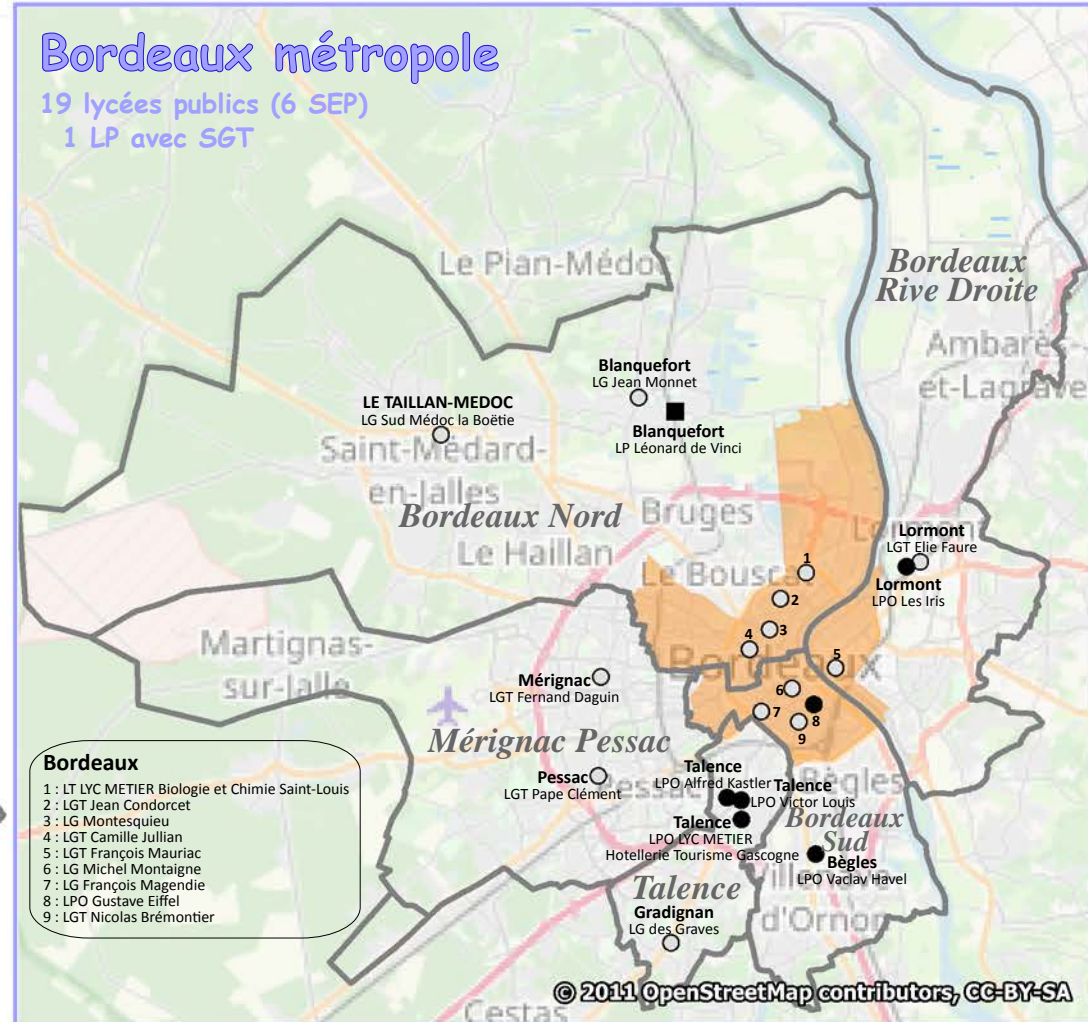 Bordeaux métropole
19 lycées publics (6 SEP)
1 LP avec SGT
Le Pian-Médoc
Bordeaux
Rive Droite
Ambarès-
et-Lagrave
Blanquefort
LG Jean Monnet
LE TAILLAN-MEDOC
LG Sud Médoc la Boëtie
Blanquefort
LP Léonard de Vinci
Saint-Médard-
en-Jalles
Bordeaux Nord
Bruges
Le Haillan
Lormont
Lormont
LGT Elie Faure
Lormont
LPO Les Iris
Le Bouscat
1
2
3
4
5
6
7
8
9
Bordeaux
Martignas-
sur-Jalle
Mérignac
LGT Fernand Daguin
Mérignac Pessac
Pessac
LGT Pape Clément
Pessac
Talence
LPO Alfred Kastler
Talence
LPO Victor Louis
Bègles
Talence
LPO LYC METIER
Hotellerie Tourisme Gascogne
Bordeaux
Sud
Bègles
LPO Vaclav Havel
Villenave
d'Ornon
Talence
Gradignan
LG des Graves
Cestas
Bordeaux
1 : LT LYC METIER Biologie et Chimie Saint-Louis
2 : LGT Jean Condorcet
3 : LG Montesquieu
4 : LGT Camille Jullian
5 : LGT François Mauriac
6 : LG Michel Montaigne
7 : LG François Magendie
8 : LPO Gustave Eiffel
9 : LGT Nicolas Brémontier
© 2011 OpenStreetMap contributors, CC-BY-SA